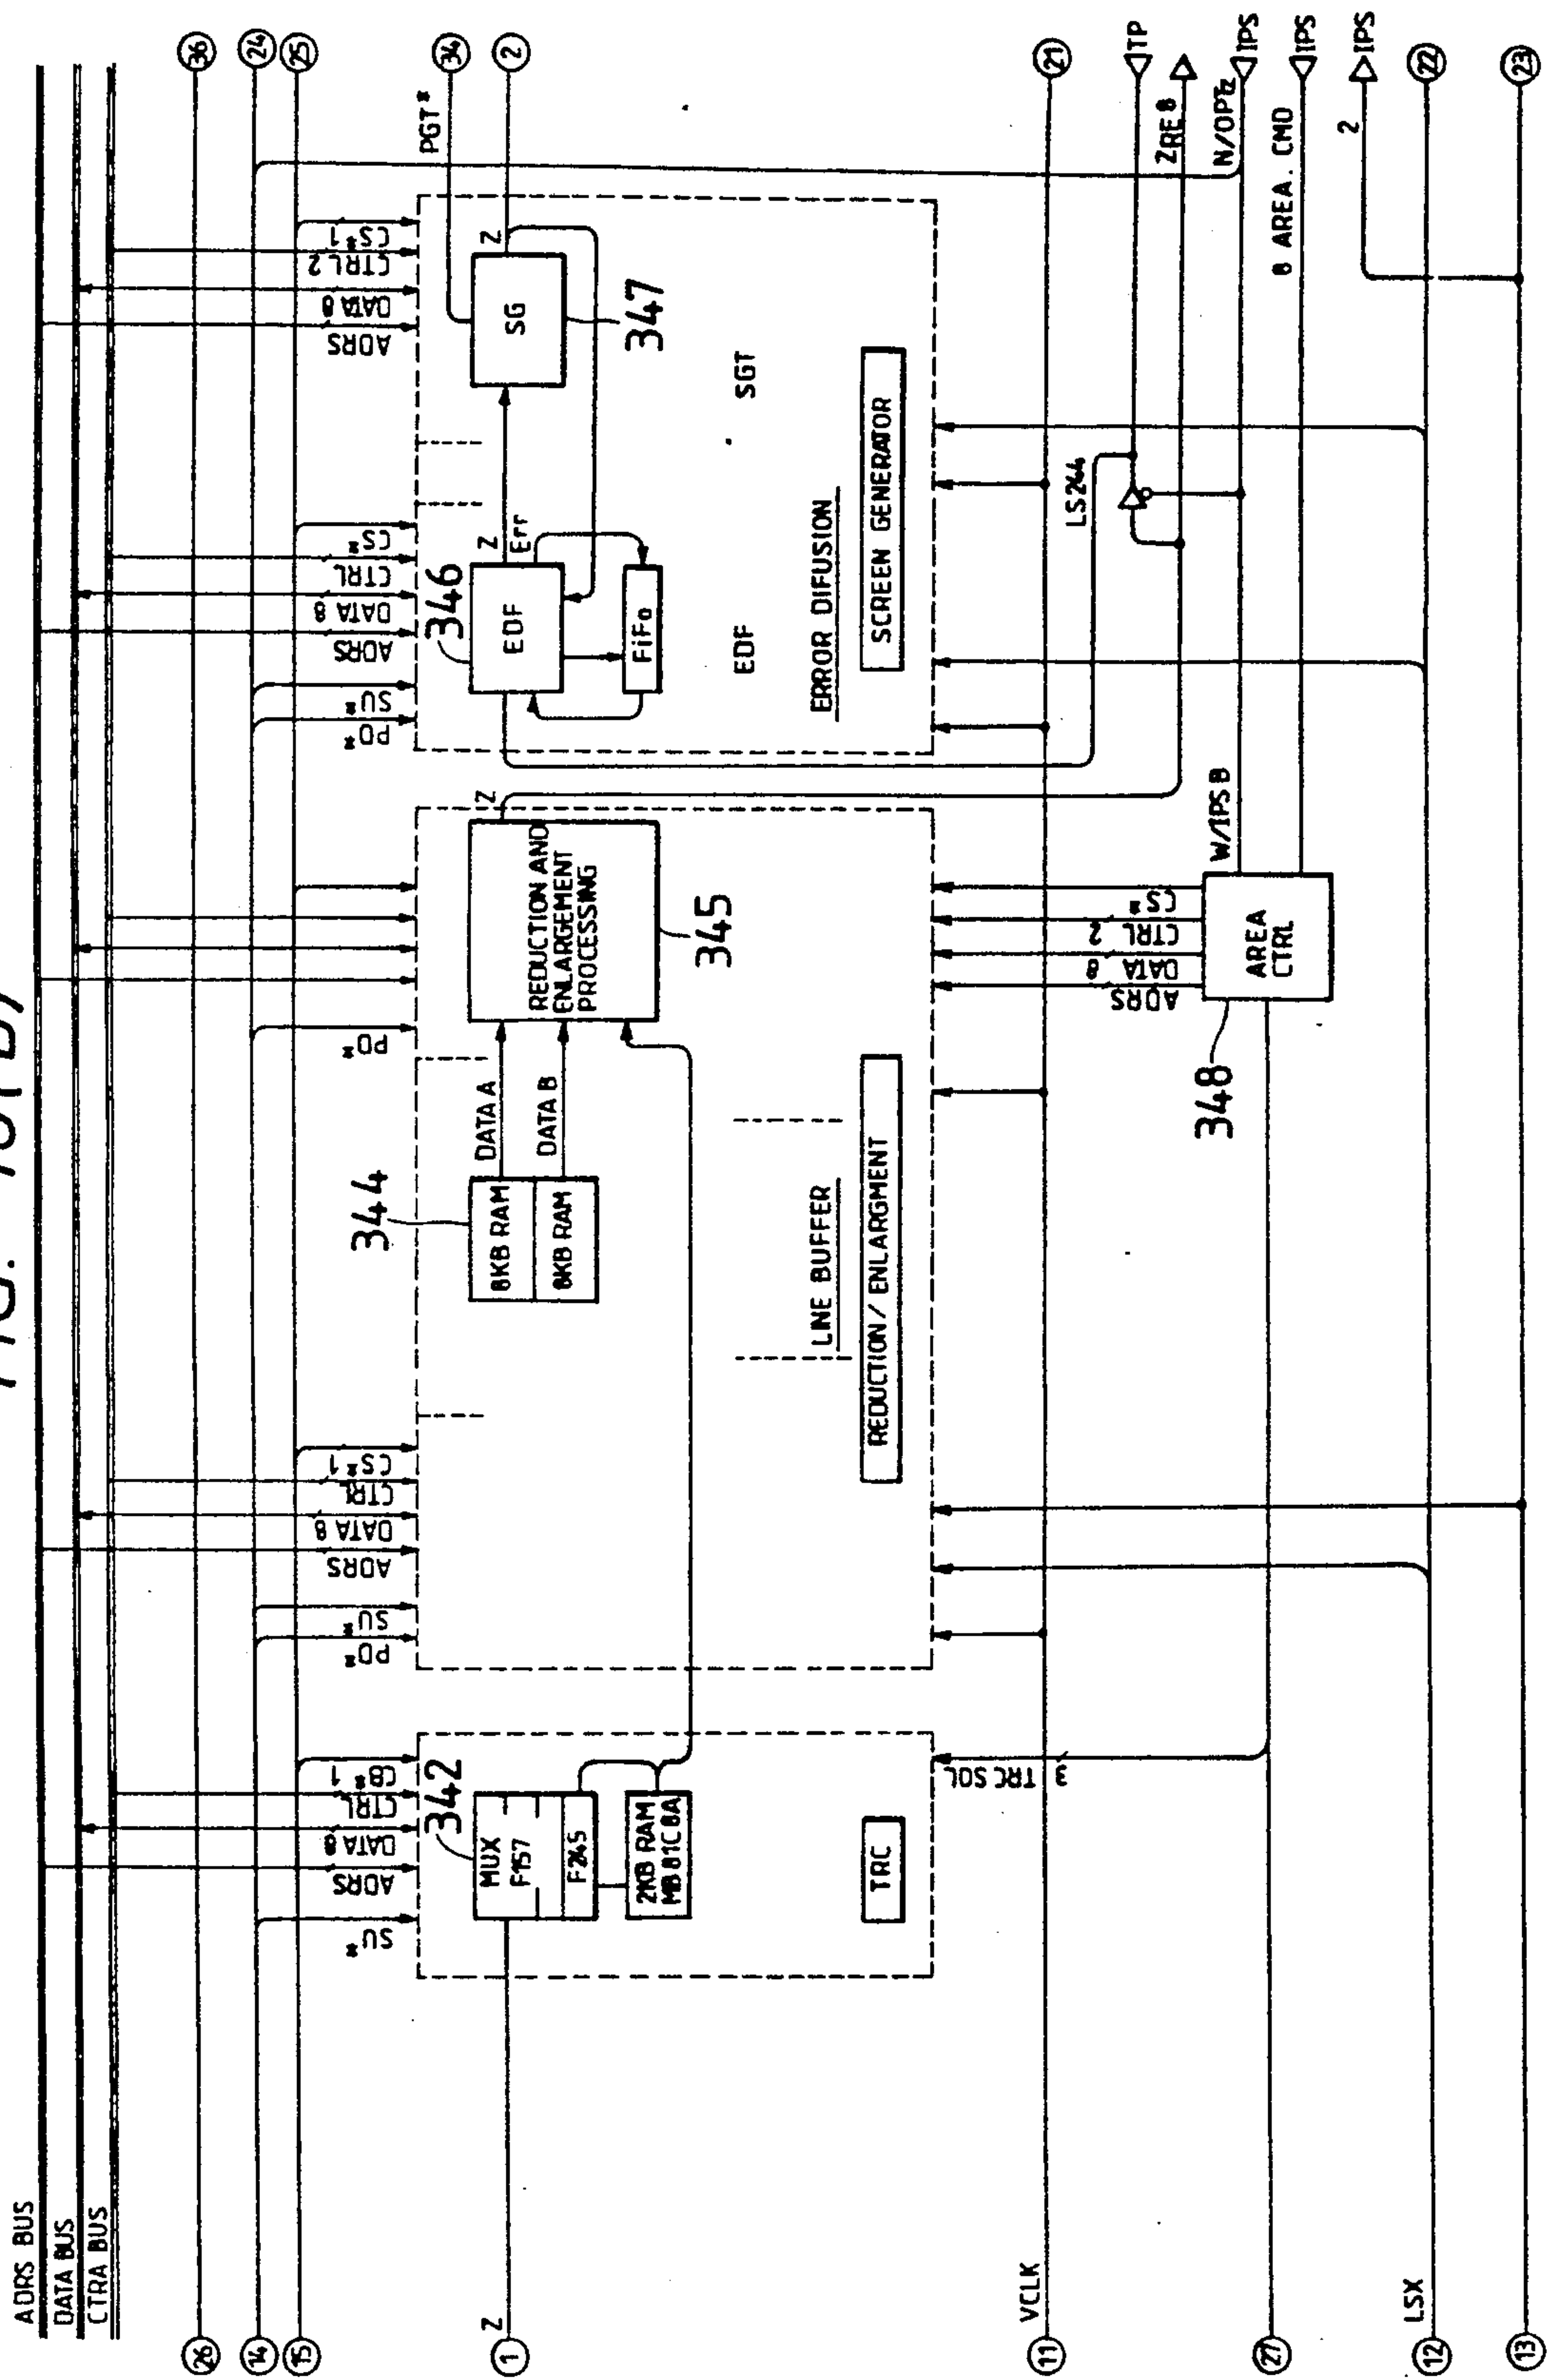 ADRS BUS
DATA BUS
CTRA BUS
26
36
14
24
15
25
SU*
ADRS
DATA 8
CTRL
CB*1
PD*
SU*
ADRS
DATA 8
CTRL
CS*1
PD*
PD*
SU*
ADRS
DATA 8
CTRL
CS*
ADRS
DATA 8
CTRL 2
CS*1
PGT*
34
1
Z
342
MUX
F157
F245
2KB RAM
TRC
344
8KB RAM
8KB RAM
DATA A
DATA B
REDUCTION AND
ENLARGEMENT
PROCESSING
345
Z
LINE BUFFER
REDUCTION/ ENLARGMENT
346
EDF
Z
Err
FiFo
SG
Z
347
2
EDF
SGT
ERROR DIFUSION
SCREEN GENERATOR
11
VCLK
21
3 TRC SOL
ADRS
DATA 8
CTRL 2
CS*
LS244
TP
ZRE 8
W/IPS B
IPS
27
348
AREA
CTRL
8 AREA. CMD
IPS
2
IPS
12
LSX
22
13
23